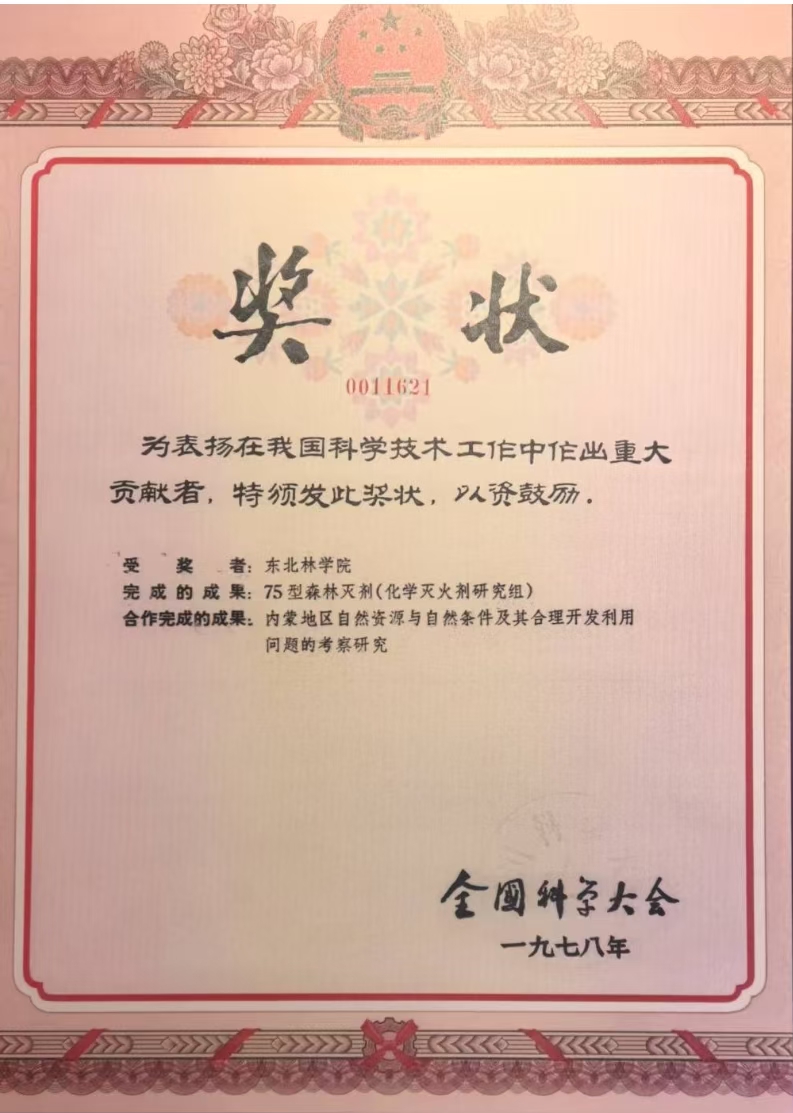 奖状
0011621
为表扬在我国科学技术工作中作出重大
贡献者，特颁发此奖状，以资鼓励.
受奖者：东北林学院
完成的成果：75型森林灭剂(化学灭火剂研究组)
合作完成的成果：内蒙地区自然资源与自然条件及其合理开发利用
问题的考察研究
全国科学大会
一九七八年